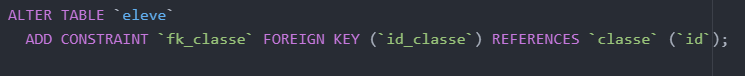 ALTER TABLE `eleve`
ADD CONSTRAINT `fk_classe` FOREIGN KEY (`id_classe`) REFERENCES `classe` (`id`);